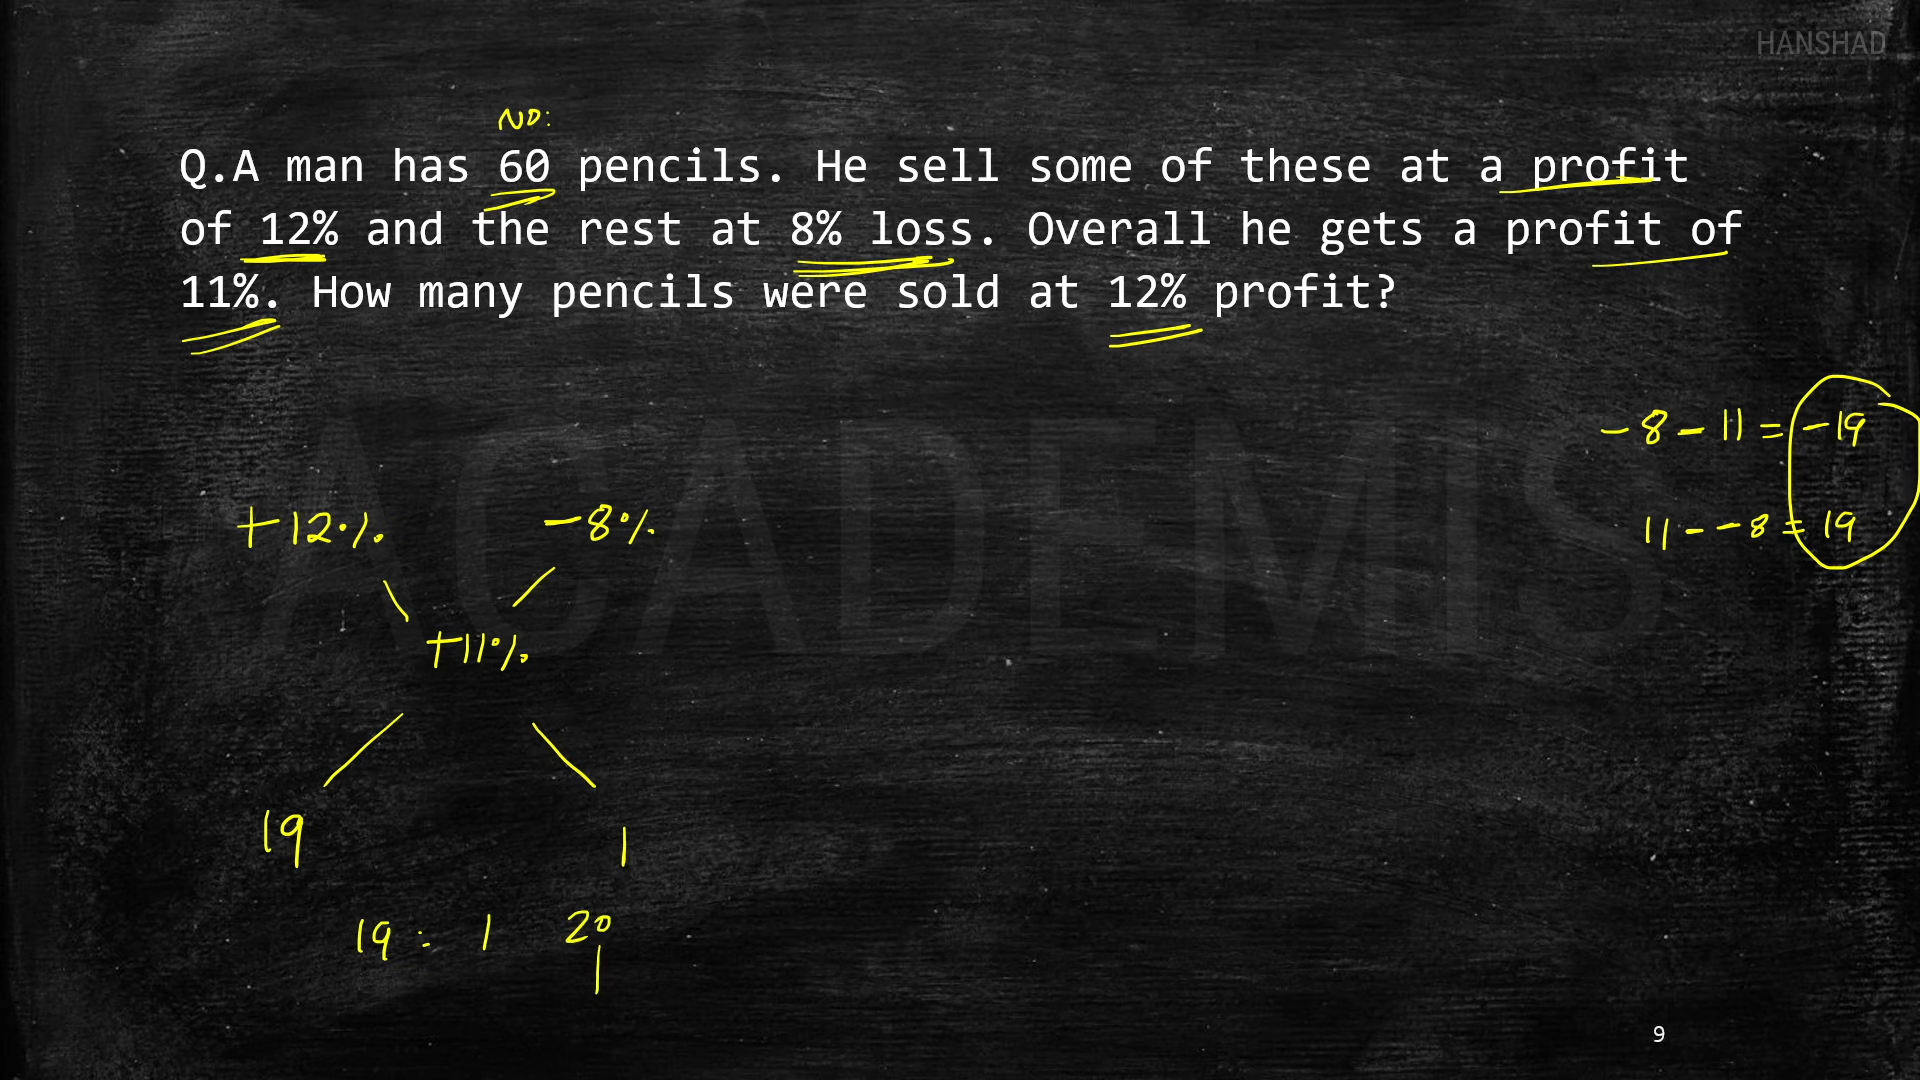 HANSHAD
NO:
Q.A man has 60 pencils. He sell some of these at a profit
of 12% and the rest at 8% loss. Overall he gets a profit of
11%. How many pencils were sold at 12% profit?
-8-11=-19
11--8=19
+12% -8%
+11%
19 1
19:1 20
ACADEMIS
9